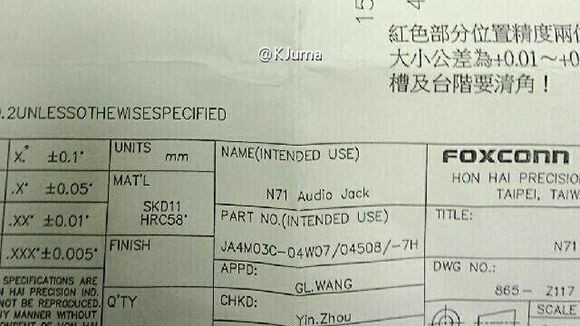 15
@KJuma
紅色部分位置精度兩
大小公差為±0.01～+0
槽及台階要清角！
.2UNLESSOTHEWISESPECIFIED
X.° ±0.1°
.X° ±0.05°
.XX° ±0.01°
.XXX°±0.005°
SPECIFICATIONS ARE
HAI PRECISION IND.
NOT BE REPRODUCED.
MANNER WITHOUT
UNITS mm
MAT'L
SKD11
HRC58°
FINISH
Q'TY
NAME(INTENDED USE)
N71 Audio Jack
PART NO.(INTENDED USE)
JA4M03C-04W07/04508/-7H
APPD:
GL.WANG
CHKD:
Yin.Zhou
FOXCONN
HON HAI PRECISION
TAIPEI, TAIW
TITLE:
N71
DWG NO.:
865- Z117
SCALE